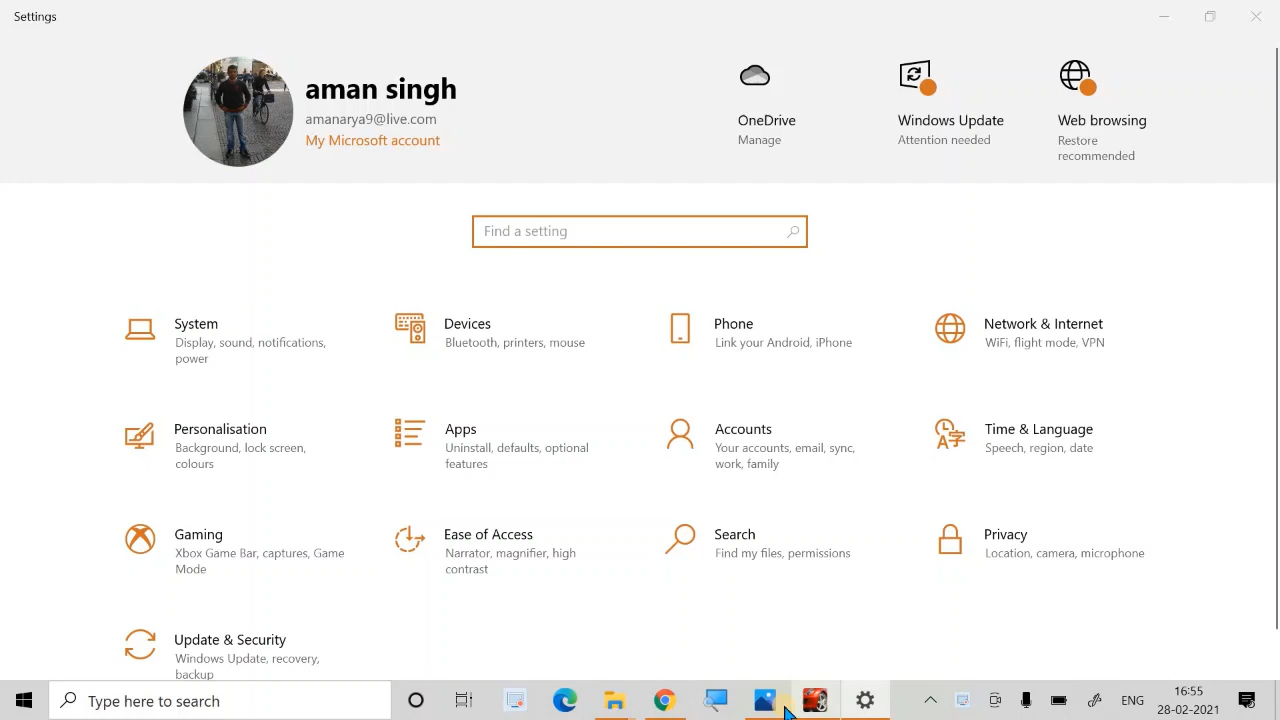 Settings
aman singh
amanarya9@live.com
My Microsoft account
OneDrive
Manage
Windows Update
Attention needed
Web browsing
Restore
recommended
Find a setting
System
Display, sound, notifications,
power
Devices
Bluetooth, printers, mouse
Phone
Link your Android, iPhone
Network & Internet
WiFi, flight mode, VPN
Personalisation
Background, lock screen,
colours
Apps
Uninstall, defaults, optional
features
Accounts
Your accounts, email, sync,
work, family
Time & Language
Speech, region, date
Gaming
Xbox Game Bar, captures, Game
Mode
Ease of Access
Narrator, magnifier, high
contrast
Search
Find my files, permissions
Privacy
Location, camera, microphone
Update & Security
Windows Update, recovery,
backup
Type here to search
ENG
16:55
28-02-2021